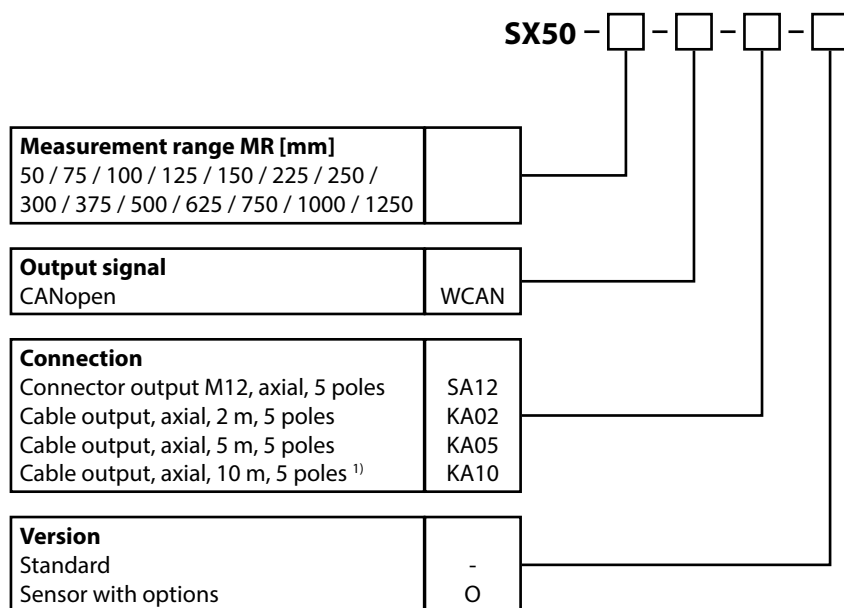 SX50 – – – –
Measurement range MR [mm]
50 / 75 / 100 / 125 / 150 / 225 / 250 /
300 / 375 / 500 / 625 / 750 / 1000 / 1250
Output signal
CANopen WCAN
Connection
Connector output M12, axial, 5 poles SA12
Cable output, axial, 2 m, 5 poles KA02
Cable output, axial, 5 m, 5 poles KA05
Cable output, axial, 10 m, 5 poles 1) KA10
Version
Standard -
Sensor with options O